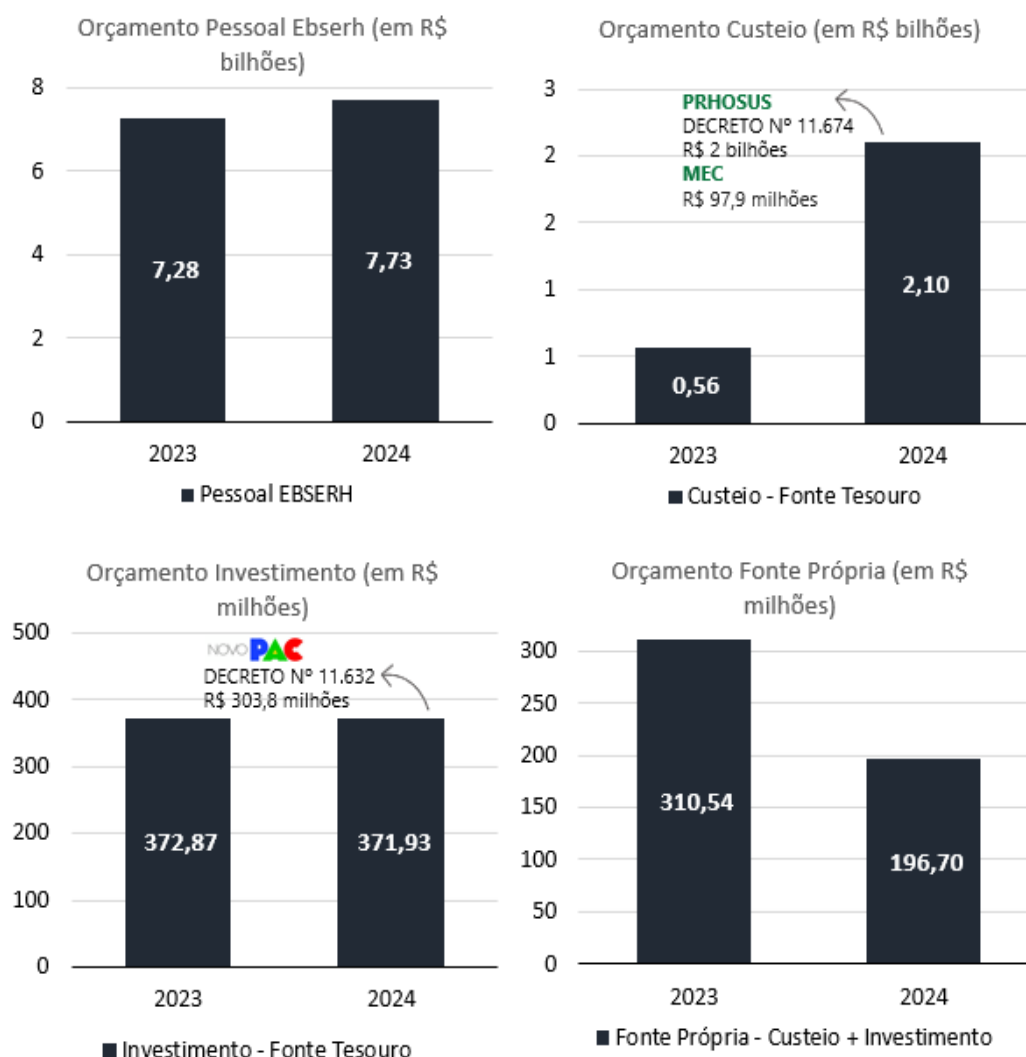 Orçamento Pessoal Ebserh (em R$
bilhões)
8
6
4
2
0
7,28
7,73
2023
2024
Pessoal EBSERH
Orçamento Custeio (em R$ bilhões)
3
2
2
1
1
0
PRHOSUS
DECRETO Nº 11.674
R$ 2 bilhões
MEC
R$ 97,9 milhões
0,56
2,10
2023
2024
Custeio - Fonte Tesouro
Orçamento Investimento (em R$
milhões)
500
400
300
200
100
0
NOVO PAC
DECRETO Nº 11.632
R$ 303,8 milhões
372,87
371,93
2023
2024
Investimento - Fonte Tesouro
Orçamento Fonte Própria (em R$
milhões)
300
250
200
150
100
50
0
310,54
196,70
2023
2024
Fonte Própria - Custeio + Investimento